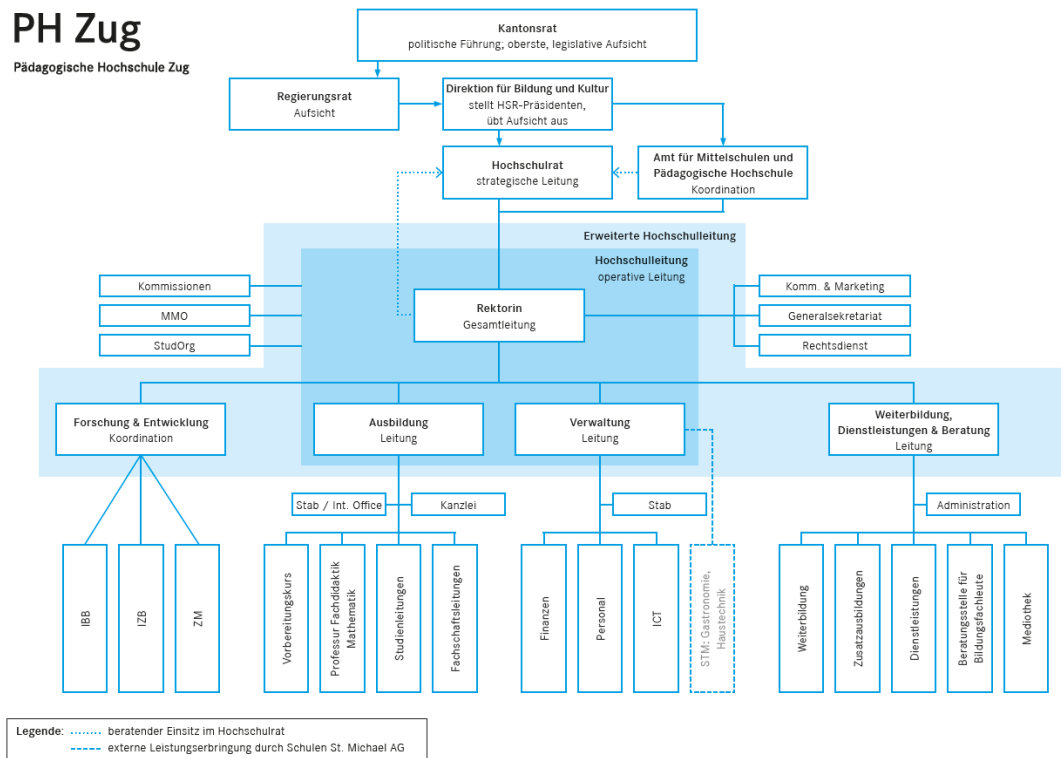 PH Zug
Pädagogische Hochschule Zug
Kantonsrat
politische Führung, oberste, legislative Aufsicht
Regierungsrat
Aufsicht
Direktion für Bildung und Kultur
stellt HSR-Präsidenten,
übt Aufsicht aus
Hochschulrat
strategische Leitung
Amt für Mittelschulen und
Pädagogische Hochschule
Koordination
Erweiterte Hochschulleitung
Hochschulleitung
operative Leitung
Kommissionen
MMO
StudOrg
Rektorin
Gesamtleitung
Komm. & Marketing
Generalsekretariat
Rechtsdienst
Forschung & Entwicklung
Koordination
Ausbildung
Leitung
Verwaltung
Leitung
Weiterbildung,
Dienstleistungen & Beratung
Leitung
Stab / Int. Office
Kanzlei
Stab
Administration
IBB
IZB
ZM
Vorbereitungskurs
Professur Fachdidaktik
Mathematik
Studienleitungen
Fachschaftsleitungen
Finanzen
Personal
ICT
STM: Gastronomie,
Haustechnik
Weiterbildung
Zusatzausbildungen
Dienstleistungen
Beratungsstelle für
Bildungsfachleute
Mediothek
Legende: beratender Einsitz im Hochschulrat
externe Leistungserbringung durch Schulen St. Michael AG